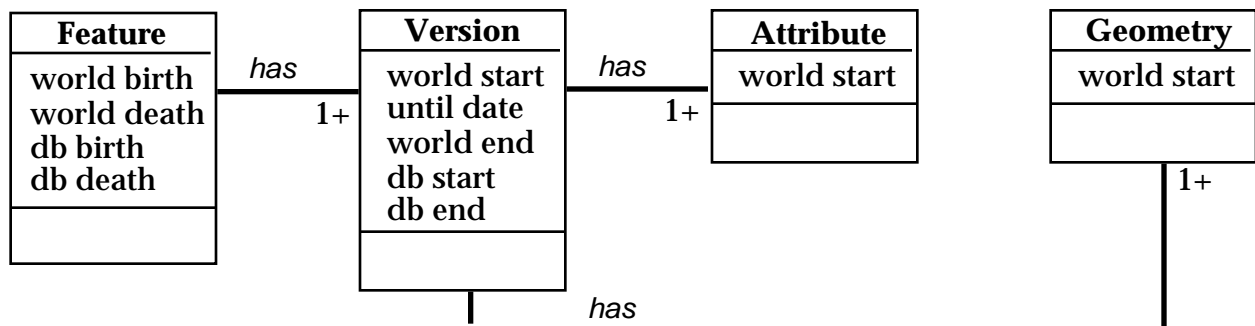 Feature
world birth
world death
db birth
db death
has
1+
Version
world start
until date
world end
db start
db end
has
1+
Attribute
world start
Geometry
world start
1+
has